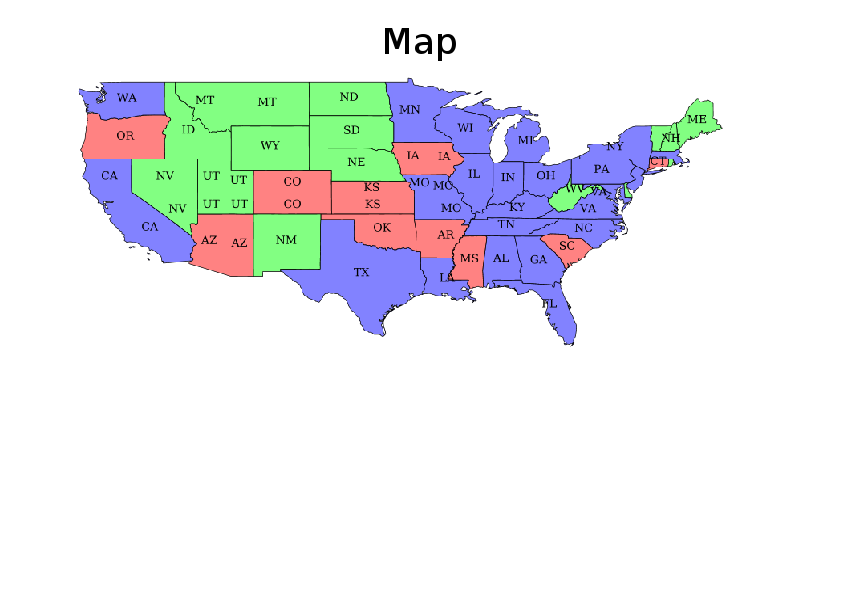 Map
WA
MT
MT
ND
MN
ME
OR
ID
SD
WI
MI
NH
NY
WY
IA
IA
CT
NE
IL
IN
OH
PA
CA
NV
UT
UT
CO
KS
MO
MO
WV
VA
NV
UT
UT
CO
KS
MO
KY
VA
CA
AZ
AZ
NM
OK
AR
TN
NC
SC
TX
MS
AL
GA
LA
FL